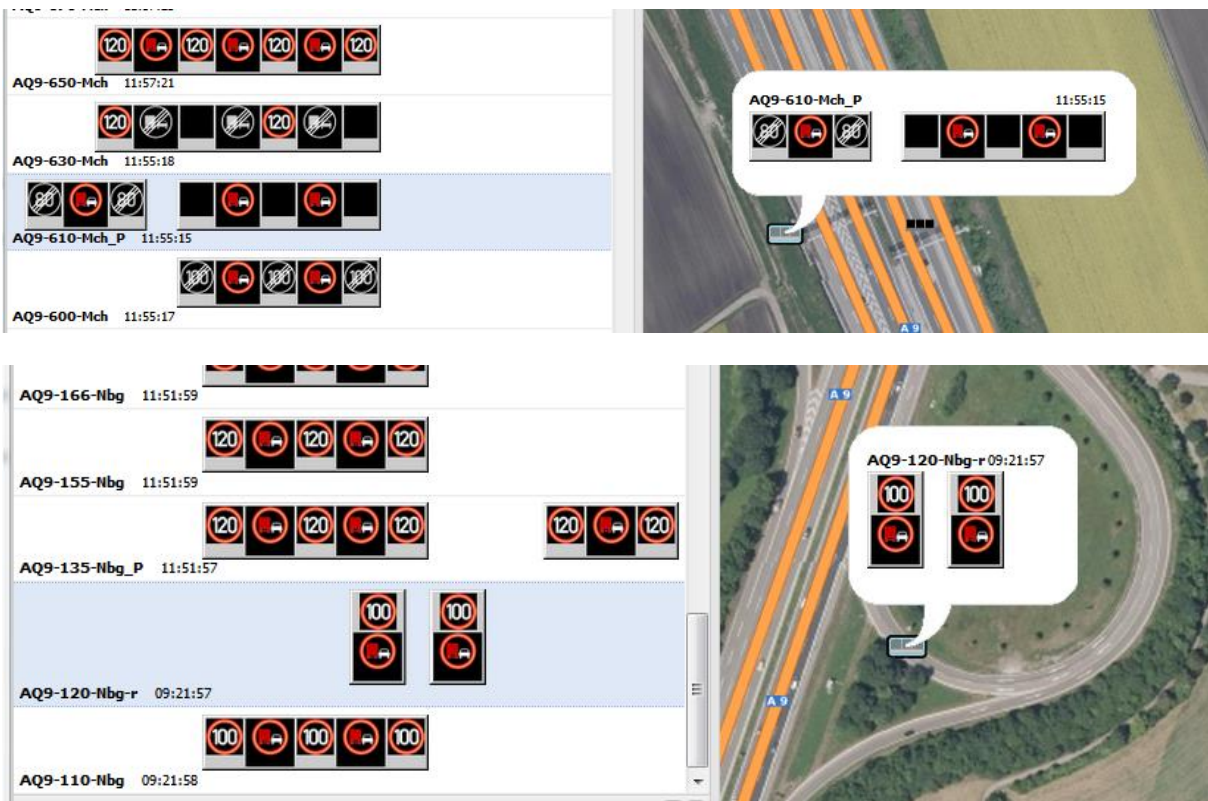 120 120 120 120
AQ9-650-Mch 11:57:21
120 120
AQ9-630-Mch 11:55:18
80 80
AQ9-610-Mch_P 11:55:15
100 100 100
AQ9-600-Mch 11:55:17
AQ9-610-Mch_P 11:55:15
80 80
A 9
AQ9-166-Nbg 11:51:59
120 120 120
AQ9-155-Nbg 11:51:59
120 120 120 120 120
AQ9-135-Nbg_P 11:51:57
100 100
AQ9-120-Nbg-r 09:21:57
100 100 100
AQ9-110-Nbg 09:21:58
A 9
AQ9-120-Nbg-r 09:21:57
100 100
A 9